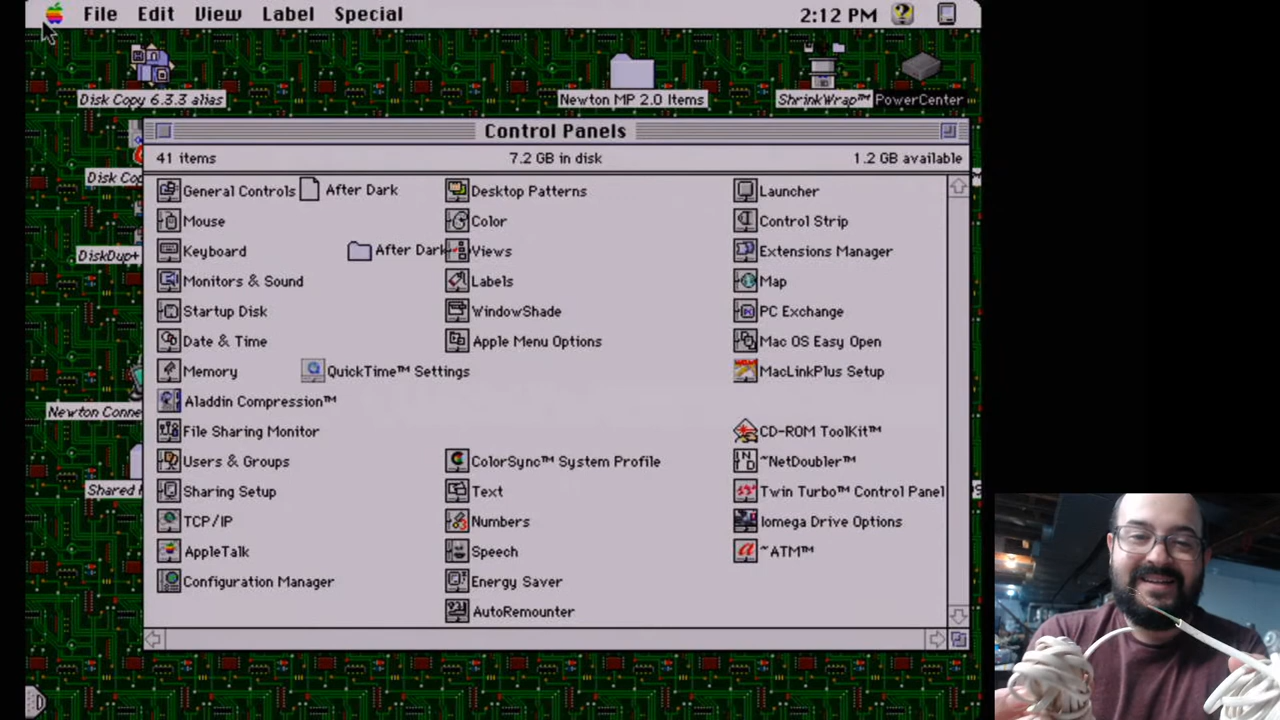 File Edit View Label Special 2:12 PM
Disk Copy 6.3.3 alias
Newton MP 2.0 Items
ShrinkWrap™
PowerCenter
Control Panels
41 items 7.2 GB in disk 1.2 GB available
General Controls After Dark Desktop Patterns Launcher
Mouse Color Control Strip
Keyboard After Dark Views Extensions Manager
Monitors & Sound Labels Map
Startup Disk WindowShade PC Exchange
Date & Time Apple Menu Options Mac OS Easy Open
Memory QuickTime™ Settings MacLinkPlus Setup
Aladdin Compression™
File Sharing Monitor CD-ROM ToolKit™
Users & Groups ColorSync™ System Profile ~NetDoubler™
Sharing Setup Text Twin Turbo™ Control Panel
TCP/IP Numbers Iomega Drive Options
AppleTalk Speech ~ATM™
Configuration Manager Energy Saver
AutoRemounter
Disk Co
DiskDup+
Newton Conne
Shared